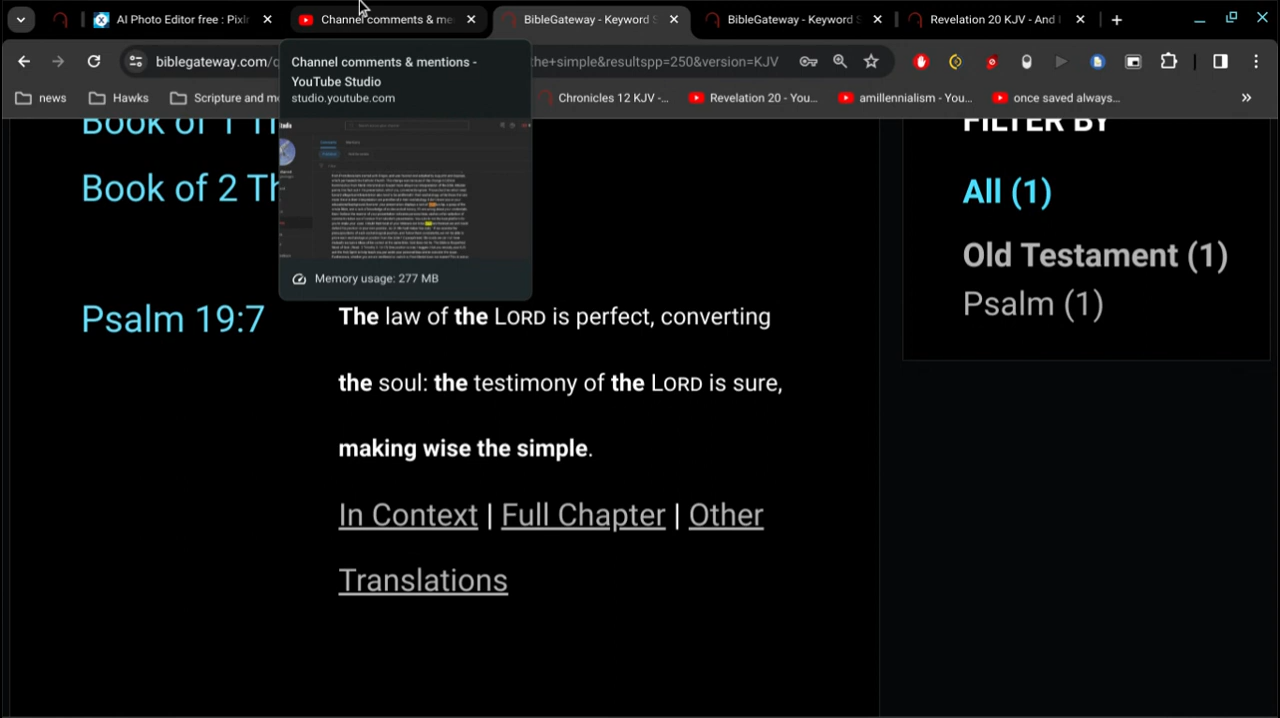 AI Photo Editor free : Pixlr
Channel comments & me
BibleGateway - Keyword S
BibleGateway - Keyword S
Revelation 20 KJV - And I
biblegateway.com/q
the+simple&resultspp=250&version=KJV
news
Hawks
Scripture and m
Chronicles 12 KJV -...
Revelation 20 - You...
amillennialism - You...
once saved always...
Channel comments & mentions -
YouTube Studio
studio.youtube.com
Memory usage: 277 MB
Book of 1 Th
Book of 2 Th
Psalm 19:7
The law of the LORD is perfect, converting
the soul: the testimony of the LORD is sure,
making wise the simple.
In Context | Full Chapter | Other
Translations
FILTER BY
All (1)
Old Testament (1)
Psalm (1)